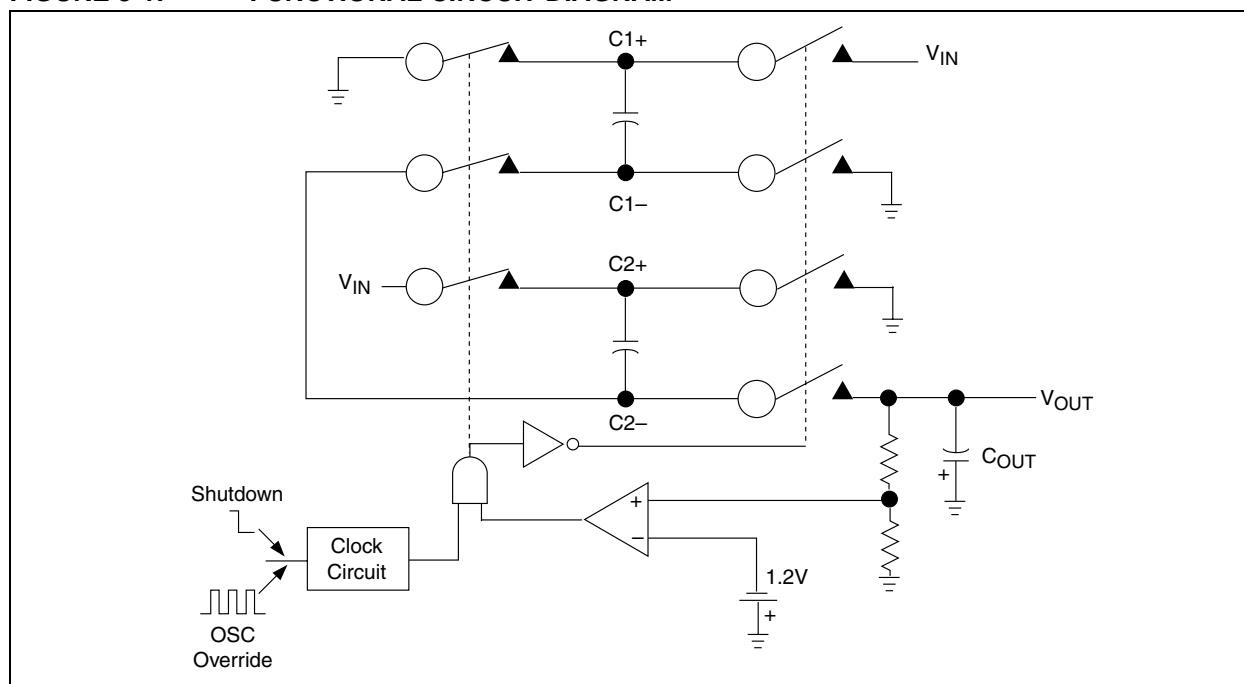 FIGURE 3-1: FUNCTIONAL CIRCUIT DIAGRAM
C1+
VIN
C1–
C2+
VIN
C2–
VOUT
COUT
+
Shutdown
+
–
Clock
Circuit
1.2V
+
OSC
Override